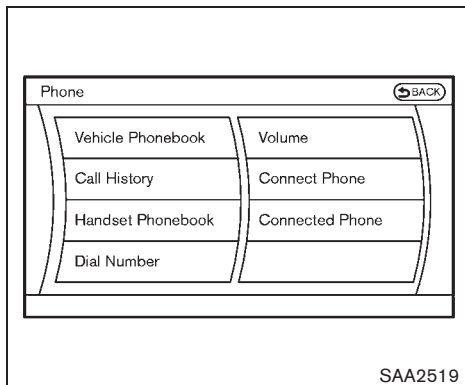 Phone
BACK
Vehicle Phonebook
Volume
Call History
Connect Phone
Handset Phonebook
Connected Phone
Dial Number
SAA2519